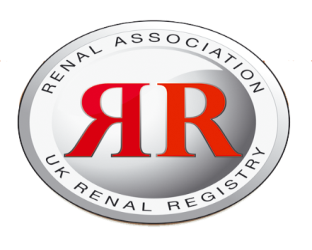 RENAL ASSOCIATION
ЯR
UK RENAL REGISTRY